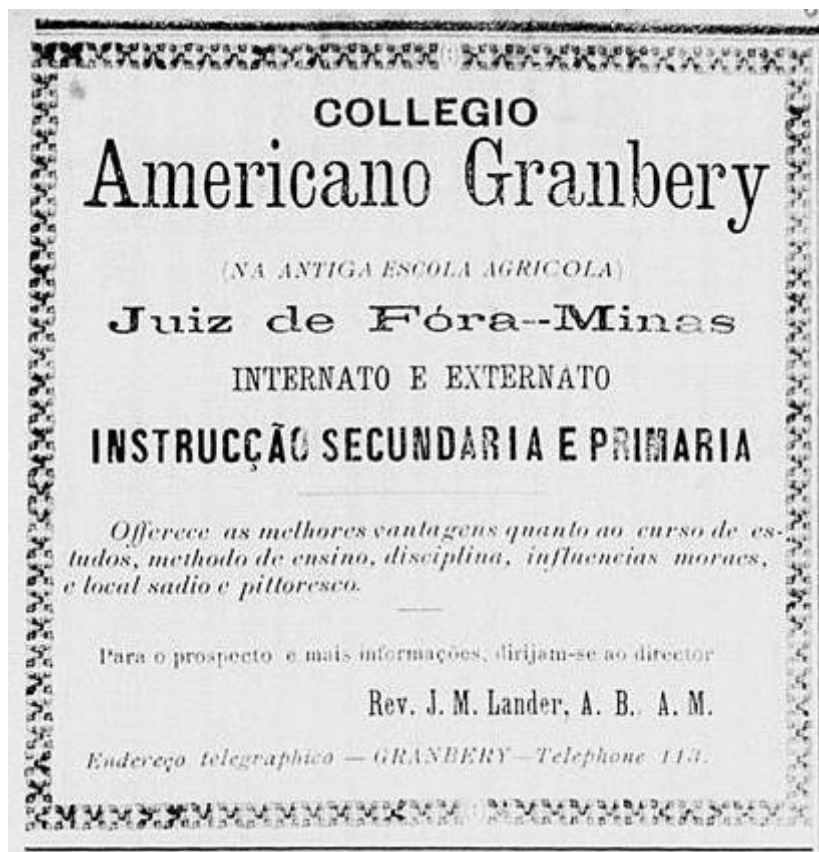 COLLEGIO
Americano Granbery
(NA ANTIGA ESCOLA AGRICOLA)
Juiz de Fóra--Minas
INTERNATO E EXTERNATO
INSTRUCÇÃO SECUNDARIA E PRIMARIA
Offerece as melhores vantagens quanto ao curso de es-
tudos, methodo de ensino, disciplina, influencias moraes,
e local sadio e pittoresco.
Para o prospecto e mais informações, dirijam-se ao director
Rev. J. M. Lander, A. B., A. M.
Endereço telegraphico — GRANBERY—Telephone 113.